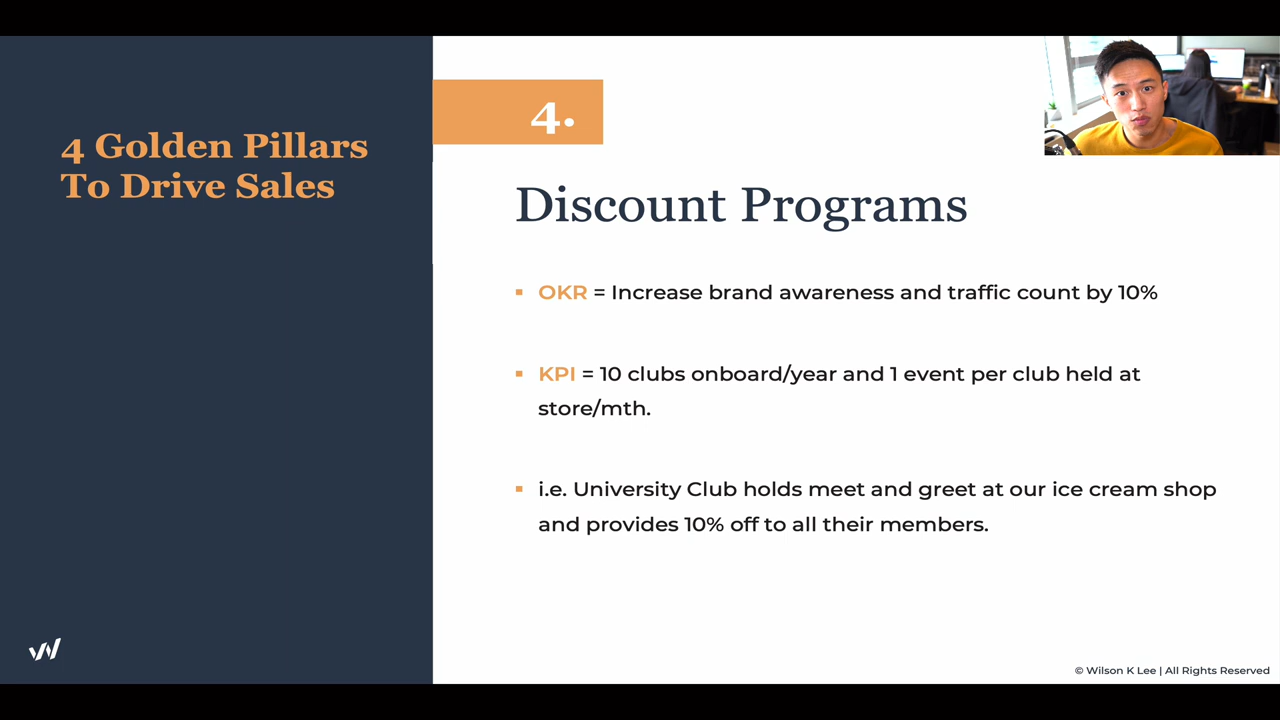 4 Golden Pillars
To Drive Sales
4.
Discount Programs
OKR = Increase brand awareness and traffic count by 10%
KPI = 10 clubs onboard/year and 1 event per club held at
store/mth.
i.e. University Club holds meet and greet at our ice cream shop
and provides 10% off to all their members.
© Wilson K Lee | All Rights Reserved